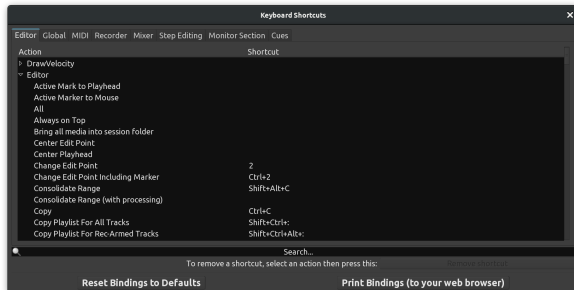 Keyboard Shortcuts
Editor Global MIDI Recorder Mixer Step Editing Monitor Section Cues
Action Shortcut
DrawVelocity
Editor
Active Mark to Playhead
Active Marker to Mouse
All
Always on Top
Bring all media into session folder
Center Edit Point
Center Playhead
Change Edit Point 2
Change Edit Point Including Marker Ctrl+2
Consolidate Range Shift+Alt+C
Consolidate Range (with processing)
Copy Ctrl+C
Copy Playlist For All Tracks Shift+Ctrl+:
Copy Playlist For Rec-Armed Tracks Shift+Ctrl+Alt+:
Search...
To remove a shortcut, select an action then press this: Remove shortcut
Reset Bindings to Defaults Print Bindings (to your web browser)